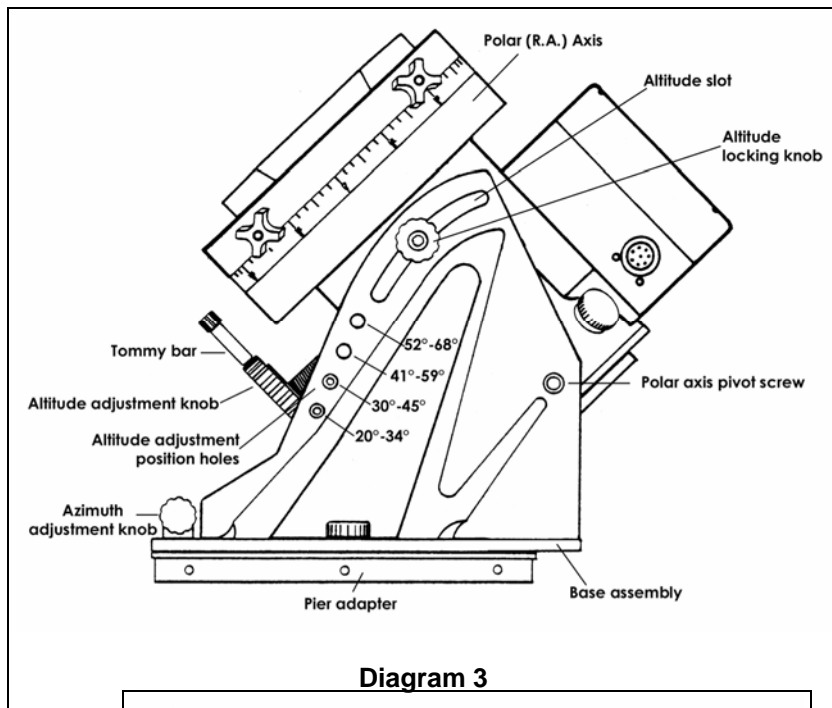 Polar (R.A.) Axis
Altitude slot
Altitude
locking knob
52°-68°
Tommy bar
41°-59°
Polar axis pivot screw
Altitude adjustment knob
30°-45°
Altitude adjustment
position holes
20°-34°
Azimuth
adjustment knob
Base assembly
Pier adapter
Diagram 3